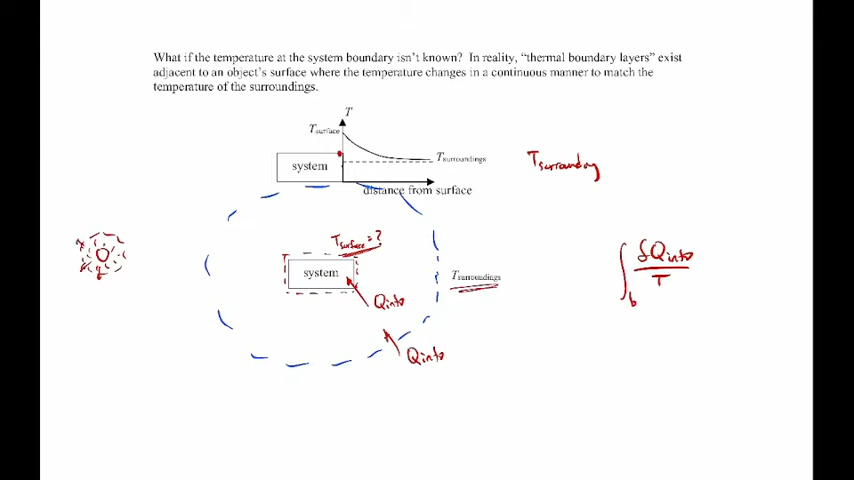 What if the temperature at the system boundary isn't known? In reality, "thermal boundary layers" exist
adjacent to an object's surface where the temperature changes in a continuous manner to match the
temperature of the surroundings.
T
Tsurface
Tsurroundings
system
distance from surface
Tsurface = ?
system
Tsurroundings
Qinto
Qinto
∫b δQinto / T